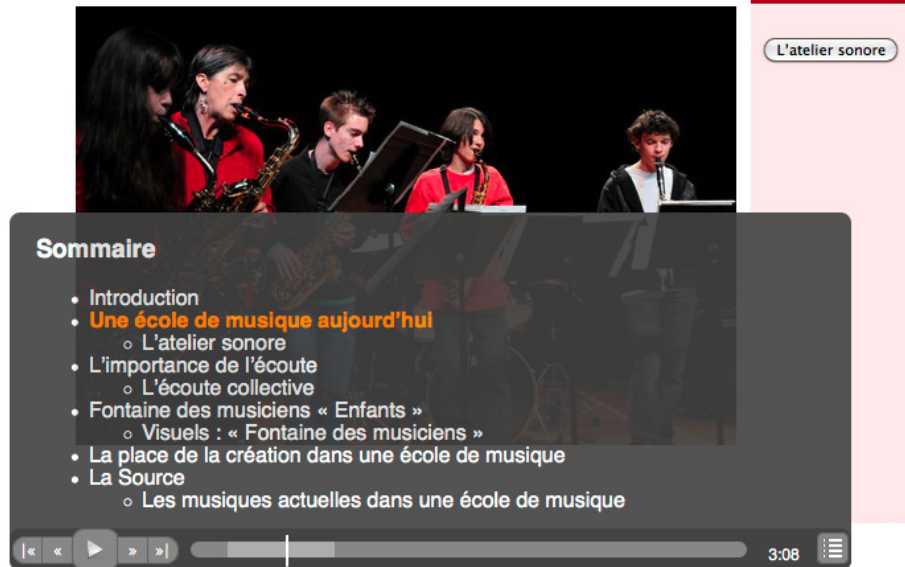 L'atelier sonore
Sommaire
• Introduction
• Une école de musique aujourd'hui
◦ L'atelier sonore
• L'importance de l'écoute
◦ L'écoute collective
• Fontaine des musiciens « Enfants »
◦ Visuels : « Fontaine des musiciens »
• La place de la création dans une école de musique
• La Source
◦ Les musiques actuelles dans une école de musique
|« « » »| 3:08